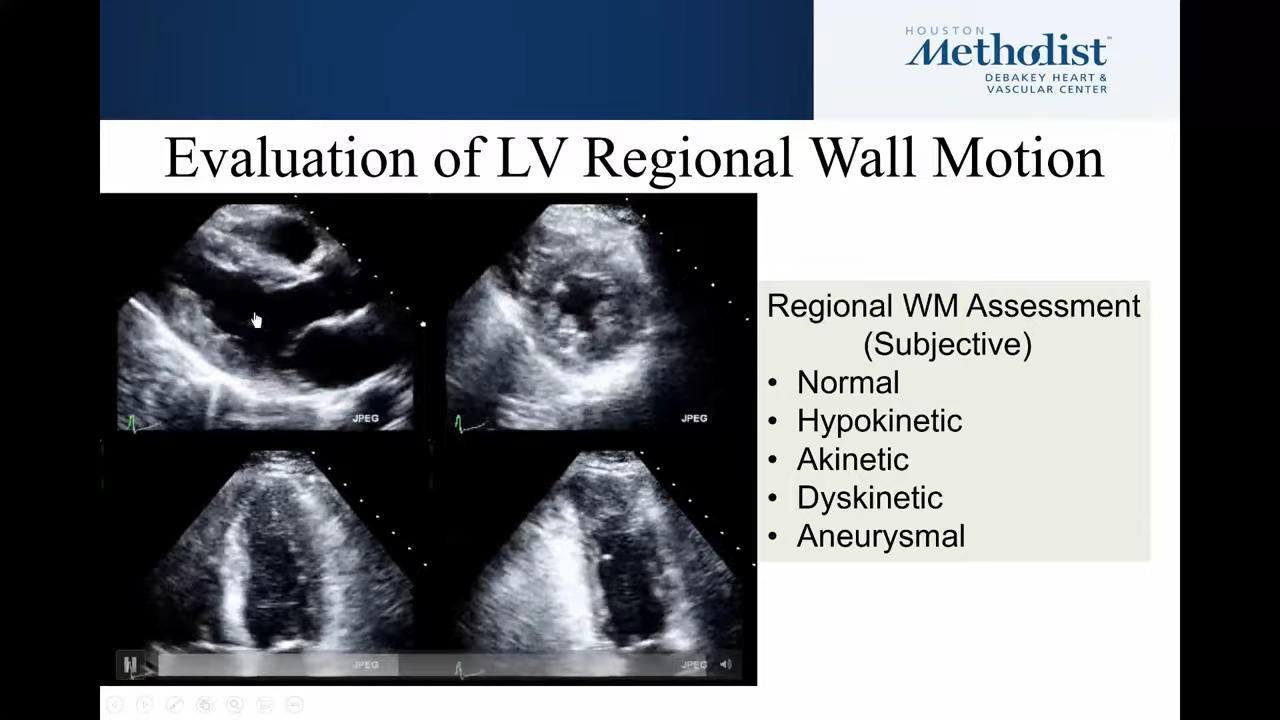 HOUSTON
Methodist
DEBAKEY HEART &
VASCULAR CENTER
Evaluation of LV Regional Wall Motion
JPEG
JPEG
Regional WM Assessment
(Subjective)
• Normal
• Hypokinetic
• Akinetic
• Dyskinetic
• Aneurysmal
JPEG
JPEG